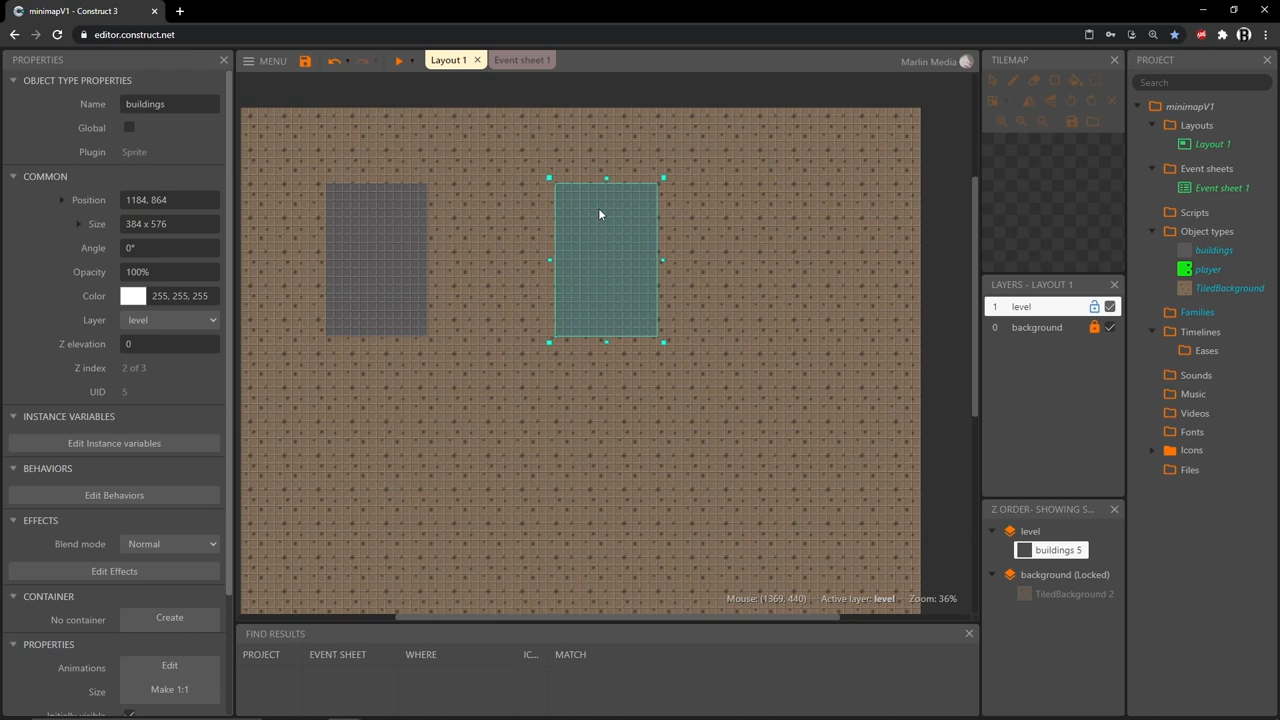 minimapV1 - Construct 3
editor.construct.net
PROPERTIES
OBJECT TYPE PROPERTIES
Name buildings
Global
Plugin Sprite
COMMON
Position 1184, 864
Size 384 x 576
Angle 0°
Opacity 100%
Color 255, 255, 255
Layer level
Z elevation 0
Z index 2 of 3
UID 5
INSTANCE VARIABLES
Edit Instance variables
BEHAVIORS
Edit Behaviors
EFFECTS
Blend mode Normal
Edit Effects
CONTAINER
No container Create
PROPERTIES
Animations Edit
Size Make 1:1
Initially visible
MENU
Layout 1
Event sheet 1
Marlin Media
Mouse: (1369, 440) Active layer: level Zoom: 36%
FIND RESULTS
PROJECT EVENT SHEET WHERE IC... MATCH
TILEMAP
LAYERS - LAYOUT 1
1 level
0 background
Z ORDER- SHOWING S...
level
buildings 5
background (Locked)
TiledBackground 2
PROJECT
Search
minimapV1
Layouts
Layout 1
Event sheets
Event sheet 1
Scripts
Object types
buildings
player
TiledBackground
Families
Timelines
Eases
Sounds
Music
Videos
Fonts
Icons
Files